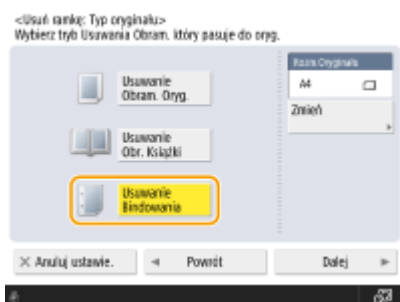 <Usuń ramkę: Typ oryginału>
Wybierz tryb Usuwania Obram. który pasuje do oryg.
Rozm.Oryginału
A4
Zmień
Usuwanie
Obram. Oryg.
Usuwanie
Obr. Książki
Usuwanie
Bindowania
Anuluj ustawie.
Powrót
Dalej